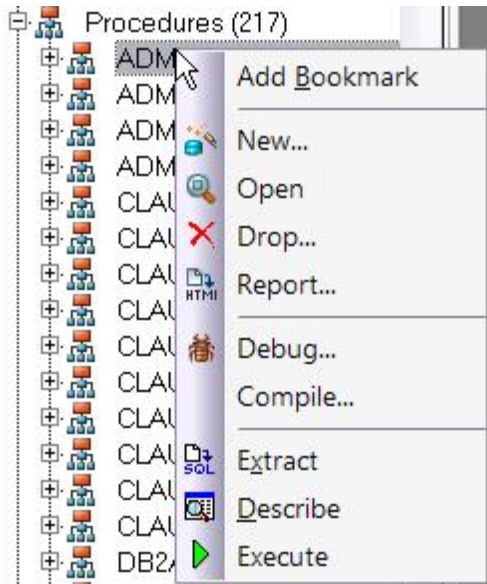 Procedures (217)
ADM
Add Bookmark
ADM
ADM
New...
ADM
Open
CLAU
CLAU
Drop...
CLAU
Report...
HTML
CLAU
CLAU
Debug...
CLAU
Compile...
CLAU
CLAU
SQL
Extract
CLAU
Describe
CLAU
DB2A
Execute